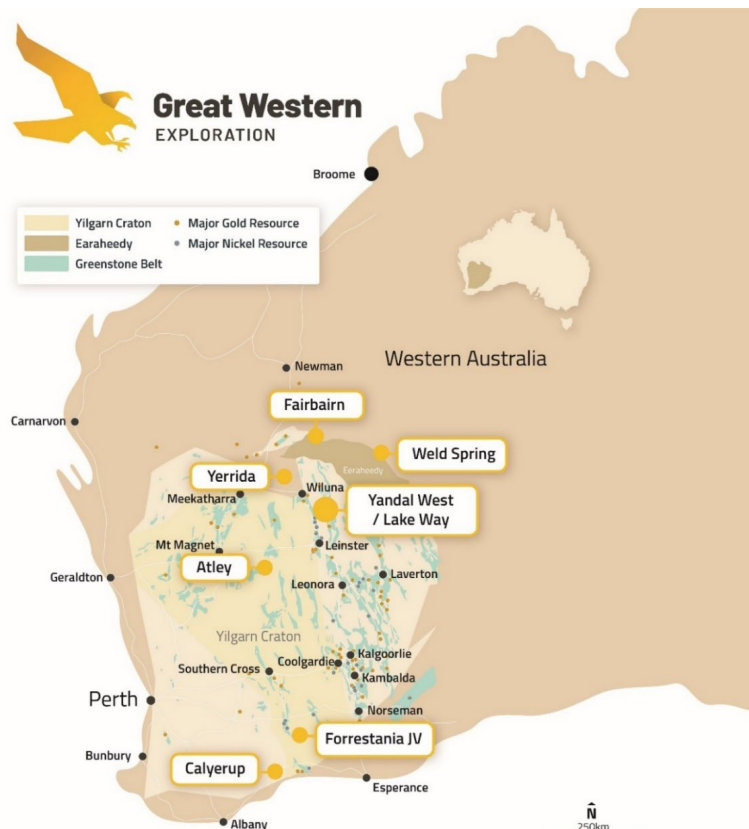 Great Western
EXPLORATION
Broome
Yilgarn Craton
Major Gold Resource
Earaheedy
Major Nickel Resource
Greenstone Belt
Western Australia
Newman
Fairbairn
Carnarvon
Weld Spring
Earaheedy
Yerrida
Wiluna
Meekatharra
Yandal West
/ Lake Way
Mt Magnet
Leinster
Atley
Geraldton
Leonora
Laverton
Yilgarn Craton
Kalgoorlie
Coolgardie
Southern Cross
Kambalda
Perth
Norseman
Forrestania JV
Bunbury
Calyerup
Esperance
Albany
N
250km